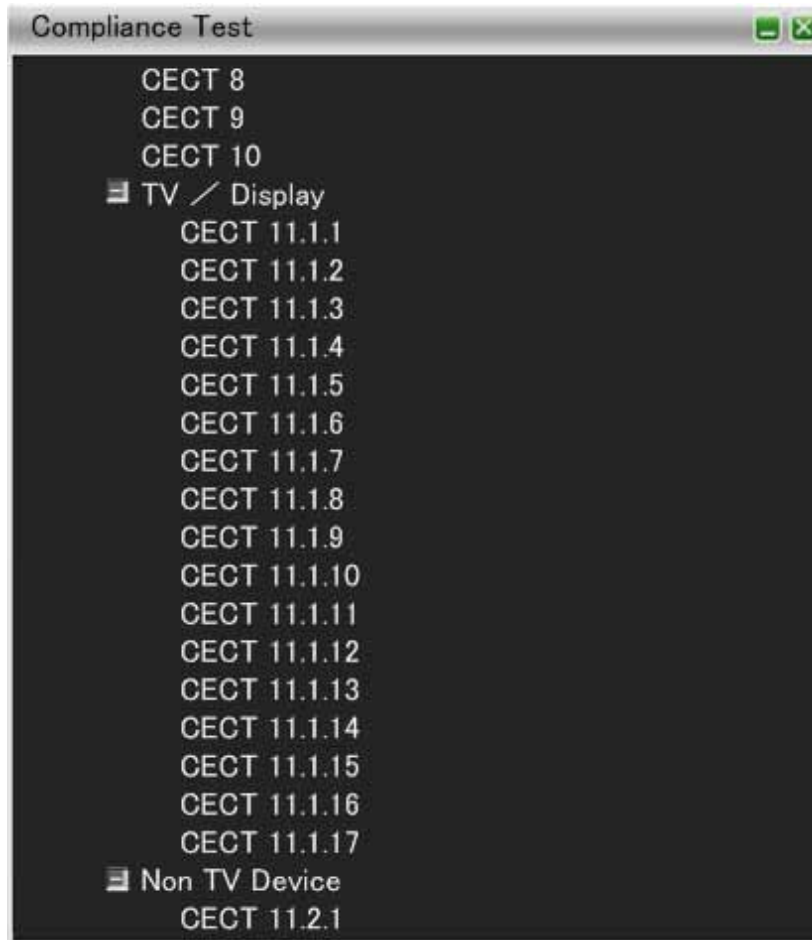 Compliance Test
CECT 8
CECT 9
CECT 10
TV ／ Display
CECT 11.1.1
CECT 11.1.2
CECT 11.1.3
CECT 11.1.4
CECT 11.1.5
CECT 11.1.6
CECT 11.1.7
CECT 11.1.8
CECT 11.1.9
CECT 11.1.10
CECT 11.1.11
CECT 11.1.12
CECT 11.1.13
CECT 11.1.14
CECT 11.1.15
CECT 11.1.16
CECT 11.1.17
Non TV Device
CECT 11.2.1